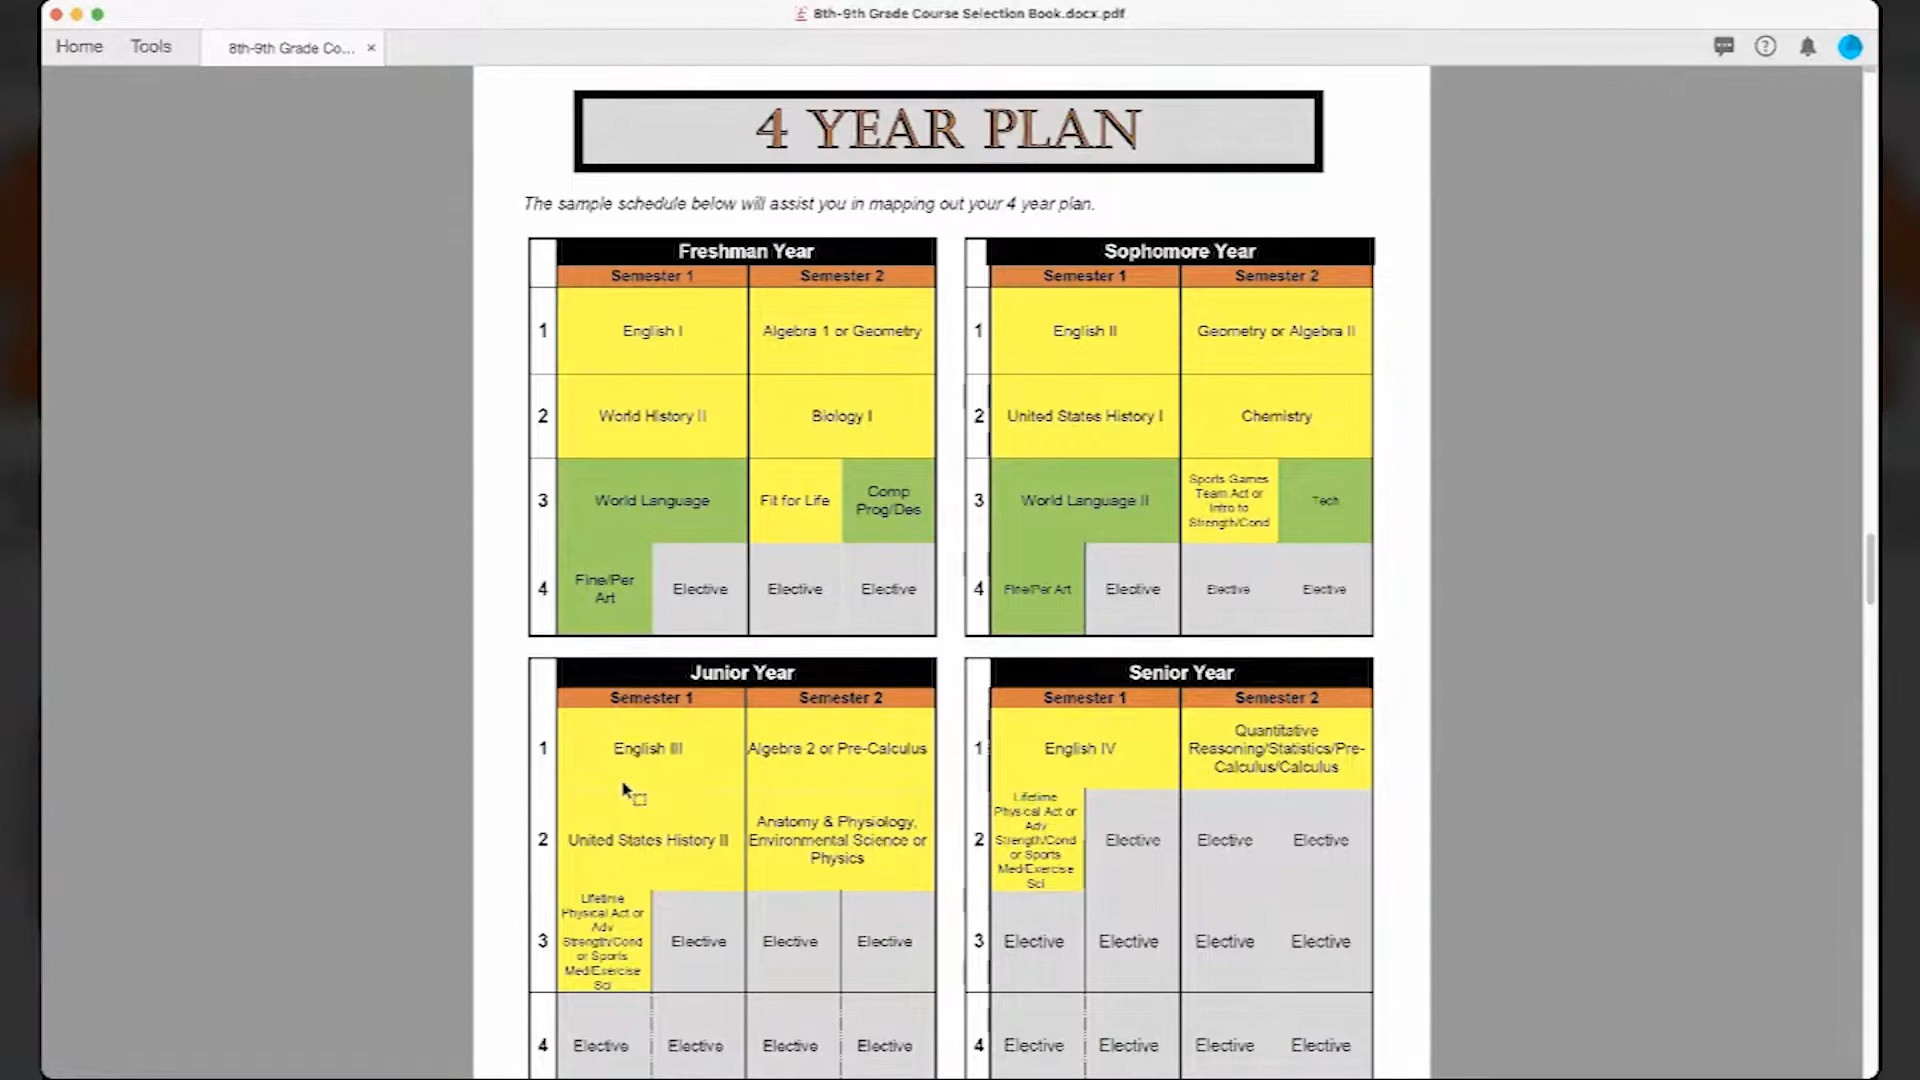 8th-9th Grade Course Selection Book.docx.pdf
Home
Tools
8th-9th Grade Co...
4 YEAR PLAN
The sample schedule below will assist you in mapping out your 4 year plan.
Freshman Year
Semester 1
Semester 2
1
English I
Algebra 1 or Geometry
2
World History II
Biology I
3
World Language
Fit for Life
Comp
Prog/Des
4
Fine/Per
Art
Elective
Elective
Elective
Sophomore Year
Semester 1
Semester 2
1
English II
Geometry or Algebra II
2
United States History I
Chemistry
3
World Language II
Sports Games
Team Act or
Intro to
Strength/Cond
Tech
4
Fine/Per Art
Elective
Elective
Elective
Junior Year
Semester 1
Semester 2
1
English III
Algebra 2 or Pre-Calculus
2
United States History II
Anatomy & Physiology,
Environmental Science or
Physics
3
Lifetime
Physical Act or
Adv
Strength/Cond
or Sports
Med/Exercise
Sci
Elective
Elective
Elective
4
Elective
Elective
Elective
Elective
Senior Year
Semester 1
Semester 2
1
English IV
Quantitative
Reasoning/Statistics/Pre-
Calculus/Calculus
2
Lifetime
Physical Act or
Adv
Strength/Cond
or Sports
Med/Exercise
Sci
Elective
Elective
Elective
3
Elective
Elective
Elective
Elective
4
Elective
Elective
Elective
Elective